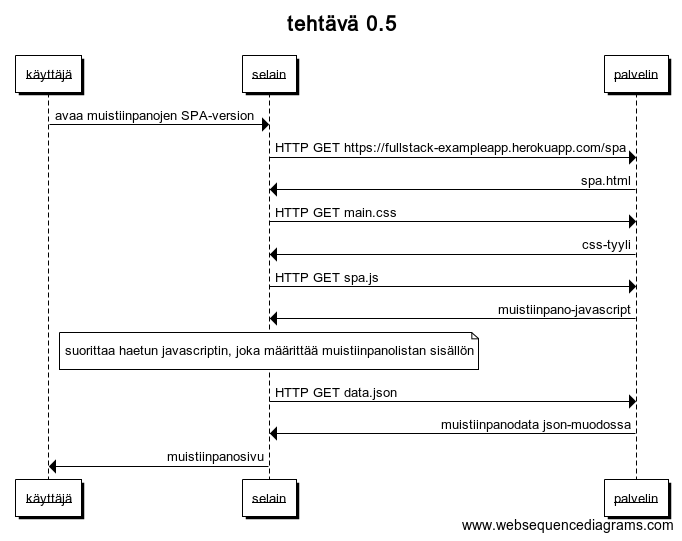 tehtävä 0.5
käyttäjä
selain
palvelin
avaa muistiinpanojen SPA-version
HTTP GET https://fullstack-exampleapp.herokuapp.com/spa
spa.html
HTTP GET main.css
css-tyyli
HTTP GET spa.js
muistiinpano-javascript
suorittaa haetun javascriptin, joka määrittää muistiinpanolistan sisällön
HTTP GET data.json
muistiinpanodata json-muodossa
muistiinpanosivu
käyttäjä
selain
palvelin
www.websequencediagrams.com